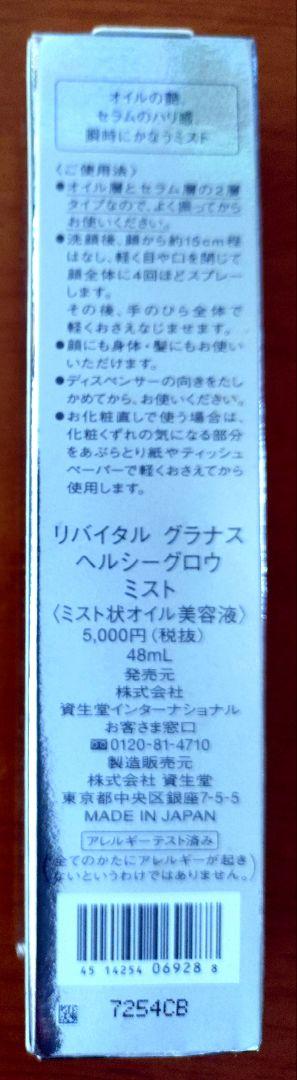 オイルの艶、
セラムのハリ感、
瞬時にかなうミスト
〈ご使用法〉
●オイル層とセラム層の2層
タイプなので、よく振ってから
お使いください。
●洗顔後、顔から約15cm程
はなし、軽く目や口を閉じて
顔全体に4回ほどスプレー
します。
その後、手のひら全体で
軽くおさえなじませます。
●顔にも身体・髪にもお使い
いただけます。
●ディスペンサーの向きをたし
かめてから、お使いください。
●お化粧直しで使う場合は、
化粧くずれの気になる部分
をあぶらとり紙やティッシュ
ペーパーで軽くおさえてから
使用します。
リバイタル グラナス
ヘルシーグロウ
ミスト
〈ミスト状オイル美容液〉
5,000円(税抜)
48mL
発売元
株式会社
資生堂インターナショナル
お客さま窓口
0120-81-4710
製造販売元
株式会社 資生堂
東京都中央区銀座7-5-5
MADE IN JAPAN
アレルギーテスト済み
(全てのかたにアレルギーが起き
ないというわけではありません。)
45 14254 06928 8
7254CB